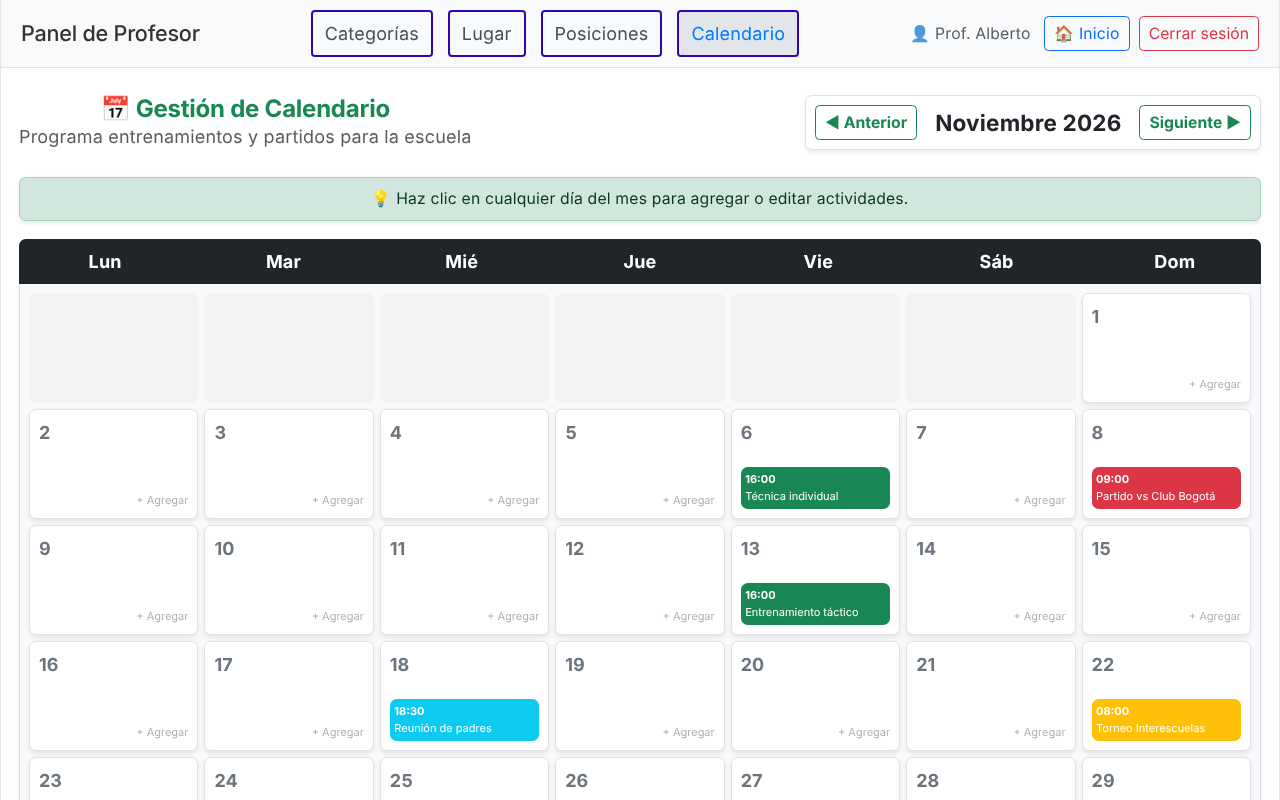 Panel de Profesor
Categorías
Lugar
Posiciones
Calendario
👤 Prof. Alberto
🏠 Inicio
Cerrar sesión
📅 Gestión de Calendario
Programa entrenamientos y partidos para la escuela
◀ Anterior
Noviembre 2026
Siguiente ▶
💡 Haz clic en cualquier día del mes para agregar o editar actividades.
Lun Mar Mié Jue Vie Sáb Dom
1
+ Agregar
2 3 4 5 6 7 8
16:00
Técnica individual
09:00
Partido vs Club Bogotá
+ Agregar + Agregar + Agregar + Agregar + Agregar
9 10 11 12 13 14 15
16:00
Entrenamiento táctico
+ Agregar + Agregar + Agregar + Agregar + Agregar + Agregar
16 17 18 19 20 21 22
18:30
Reunión de padres
08:00
Torneo Interescuelas
+ Agregar + Agregar + Agregar + Agregar + Agregar
23 24 25 26 27 28 29